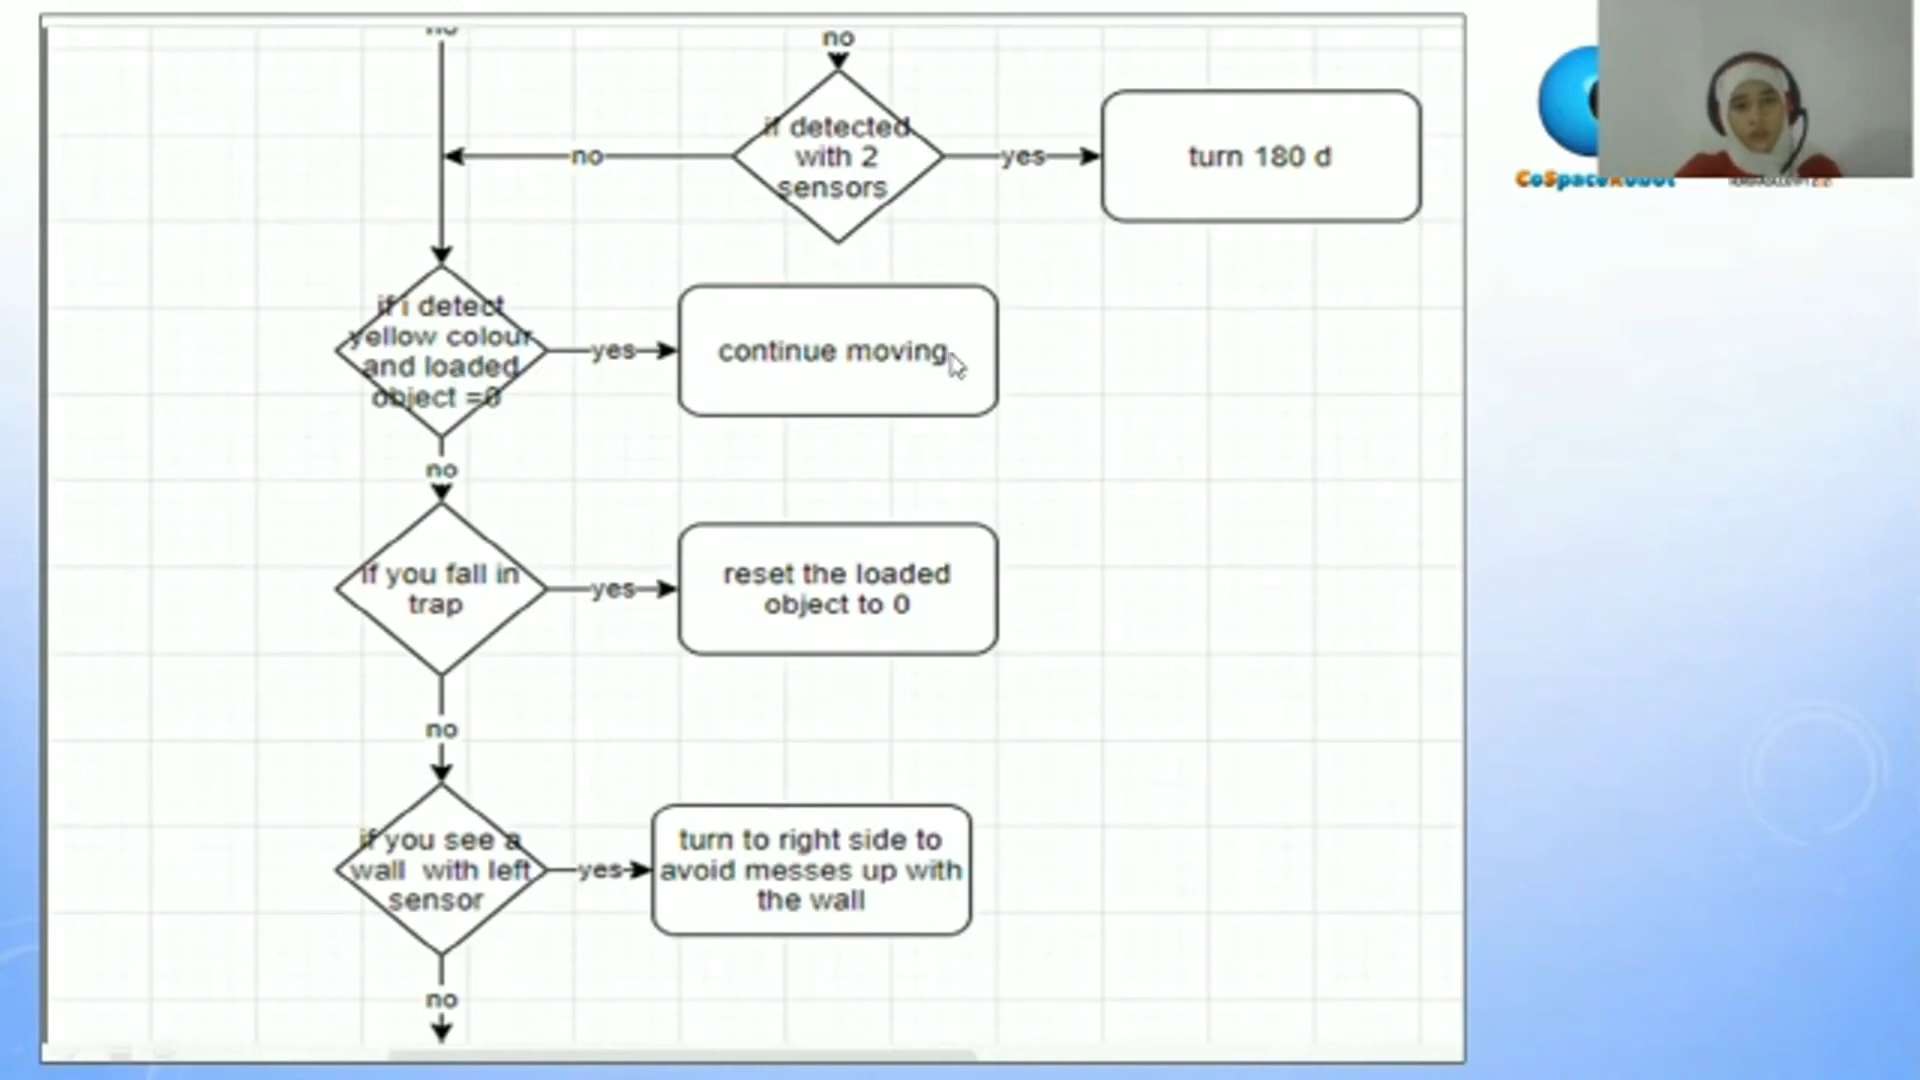 no
no
if detected
with 2
sensors
no
yes
turn 180 d
if i detect
yellow colour
and loaded
object =0
yes
continue moving
no
if you fall in
trap
yes
reset the loaded
object to 0
no
if you see a
wall with left
sensor
yes
turn to right side to
avoid messes up with
the wall
no
CoSpaceRobot